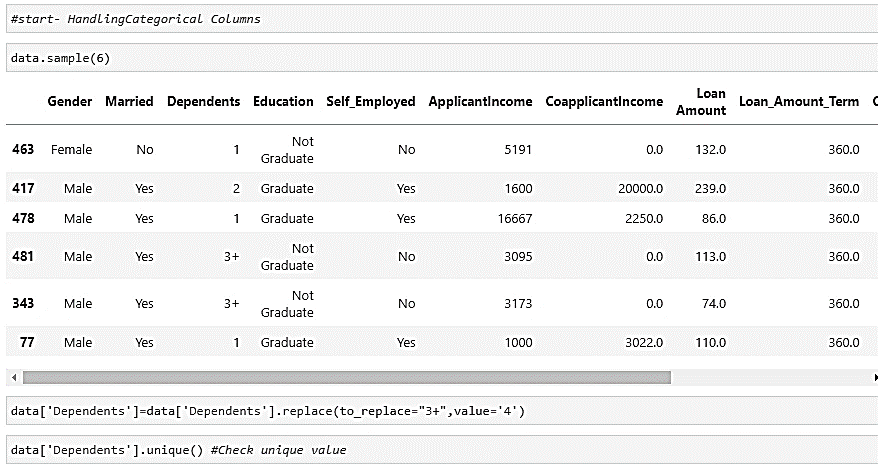 #start- HandlingCategorical Columns
data.sample(6)
Gender Married Dependents Education Self_Employed ApplicantIncome CoapplicantIncome Loan Amount Loan_Amount_Term C
463 Female No 1 Not Graduate No 5191 0.0 132.0 360.0
417 Male Yes 2 Graduate Yes 1600 20000.0 239.0 360.0
478 Male Yes 1 Graduate Yes 16667 2250.0 86.0 360.0
481 Male Yes 3+ Not Graduate No 3095 0.0 113.0 360.0
343 Male Yes 3+ Not Graduate No 3173 0.0 74.0 360.0
77 Male Yes 1 Graduate Yes 1000 3022.0 110.0 360.0
data['Dependents']=data['Dependents'].replace(to_replace="3+",value='4')
data['Dependents'].unique() #Check unique value